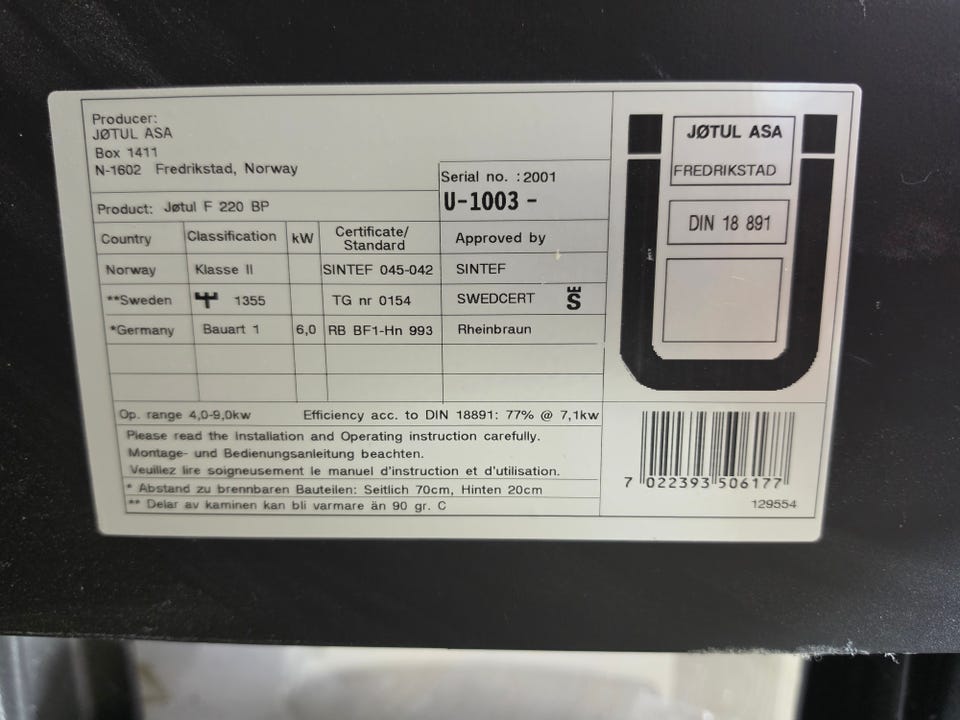 Producer:
JØTUL ASA
Box 1411
N-1602 Fredrikstad, Norway
Serial no. :2001
U-1003 -
Product: Jøtul F 220 BP
Country Classification kW Certificate/ Standard Approved by
Norway Klasse II SINTEF 045-042 SINTEF
**Sweden 1355 TG nr 0154 SWEDCERT S
*Germany Bauart 1 6,0 RB BF1-Hn 993 Rheinbraun
Op. range 4,0-9,0kw Efficiency acc. to DIN 18891: 77% @ 7,1kw
Please read the Installation and Operating instruction carefully.
Montage- und Bedienungsanleitung beachten.
Veuillez lire soigneusement le manuel d'instruction et d'utilisation.
* Abstand zu brennbaren Bauteilen: Seitlich 70cm, Hinten 20cm
** Delar av kaminen kan bli varmare än 90 gr. C
JØTUL ASA
FREDRIKSTAD
DIN 18 891
7 022393 506177
129554